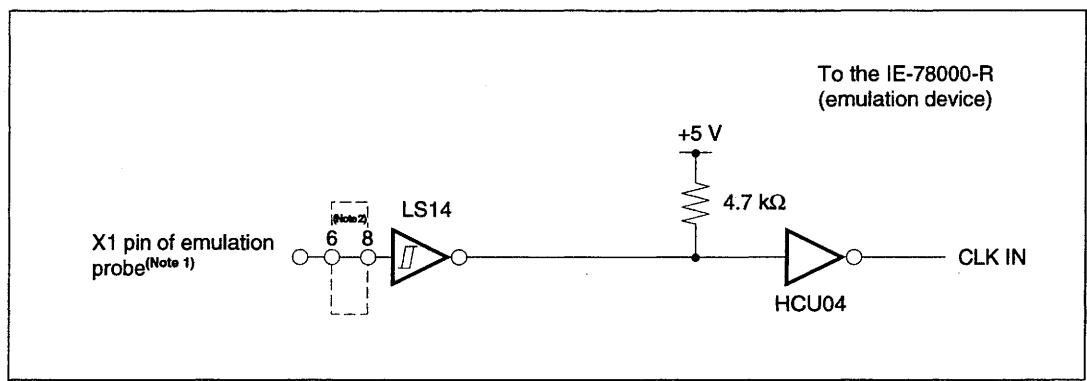 To the IE-78000-R
(emulation device)
+5 V
4.7 kΩ
LS14
(Note 2)
6 8
X1 pin of emulation
probe(Note 1)
CLK IN
HCU04